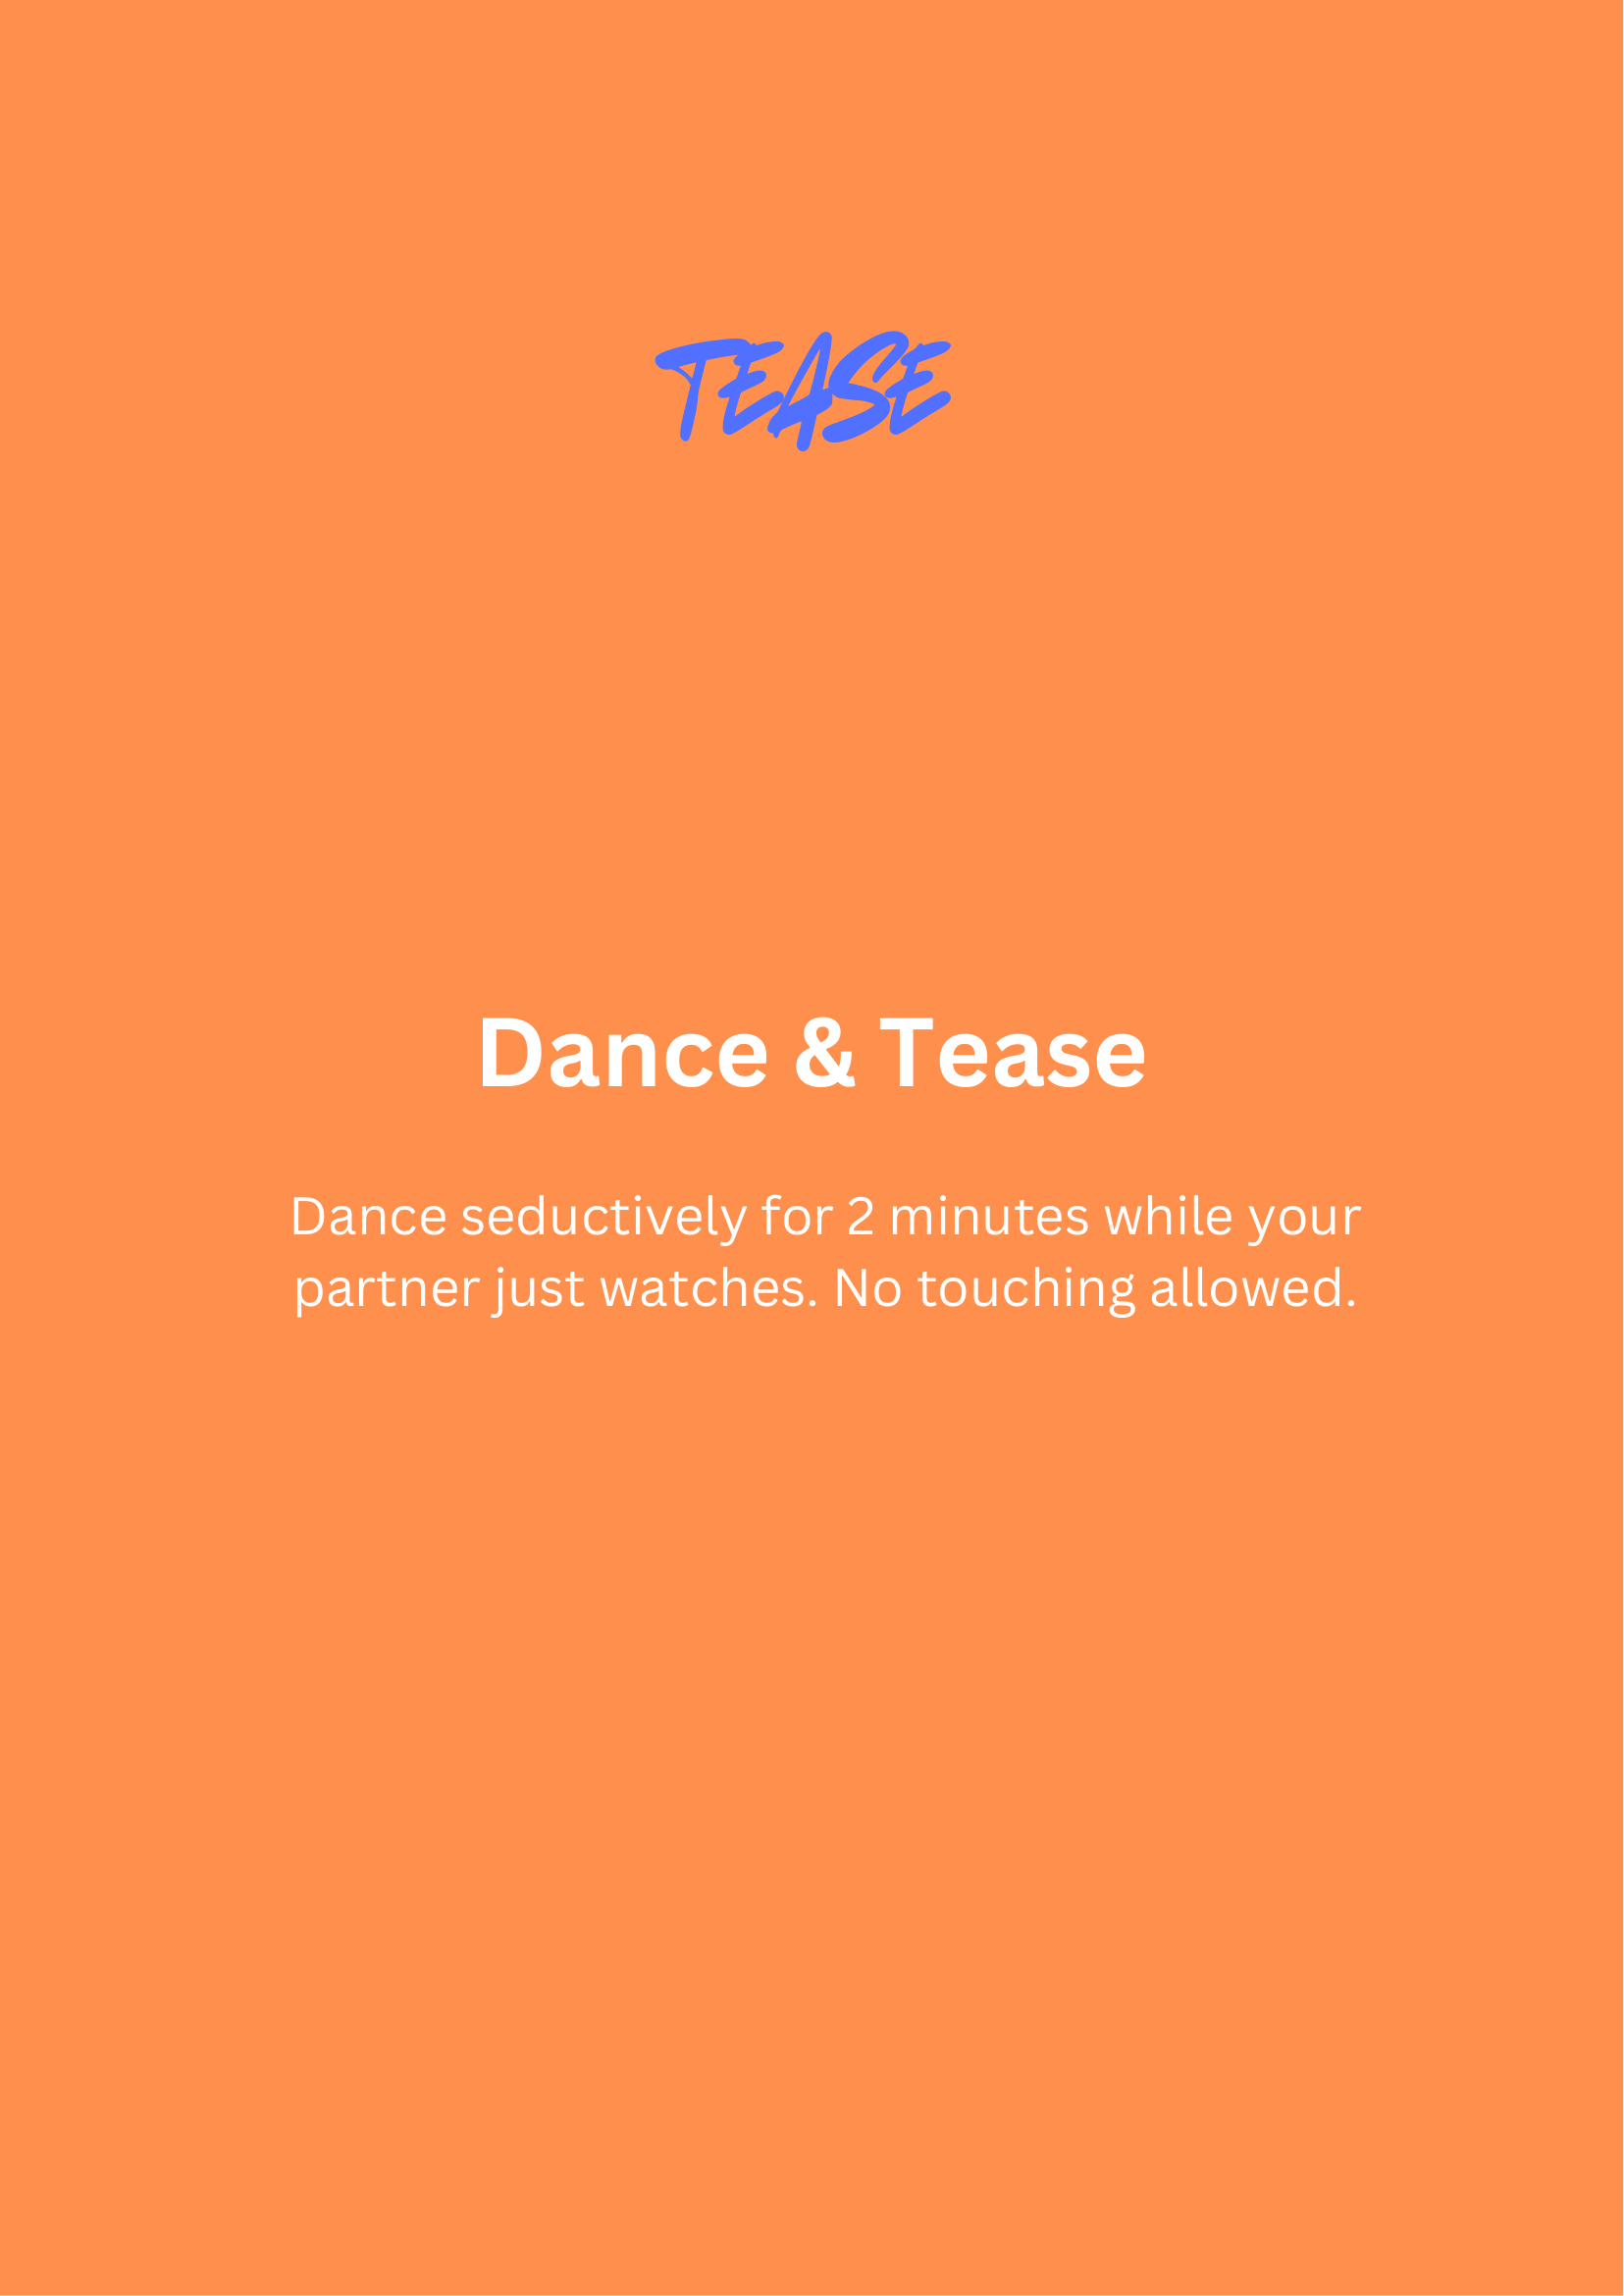 TEASE
Dance & Tease
Dance seductively for 2 minutes while your
partner just watches. No touching allowed.